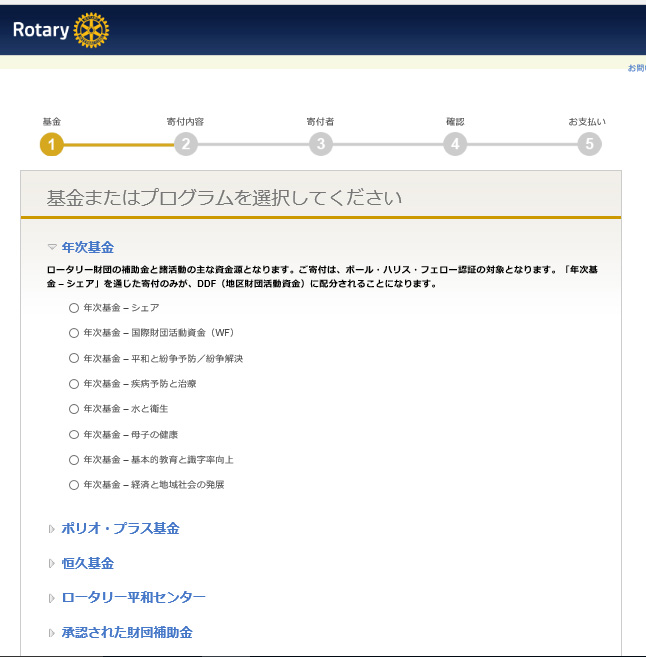 Rotary
お問
基金 寄付内容 寄付者 確認 お支払い
1 2 3 4 5
基金またはプログラムを選択してください
年次基金
ロータリー財団の補助金と諸活動の主な資金源となります。ご寄付は、ポール・ハリス・フェロー認証の対象となります。「年次基
金 – シェア」を通じた寄付のみが、DDF（地区財団活動資金）に配分されることになります。
年次基金 – シェア
年次基金 – 国際財団活動資金（WF）
年次基金 – 平和と紛争予防／紛争解決
年次基金 – 疾病予防と治療
年次基金 – 水と衛生
年次基金 – 母子の健康
年次基金 – 基本的教育と識字率向上
年次基金 – 経済と地域社会の発展
ポリオ・プラス基金
恒久基金
ロータリー平和センター
承認された財団補助金